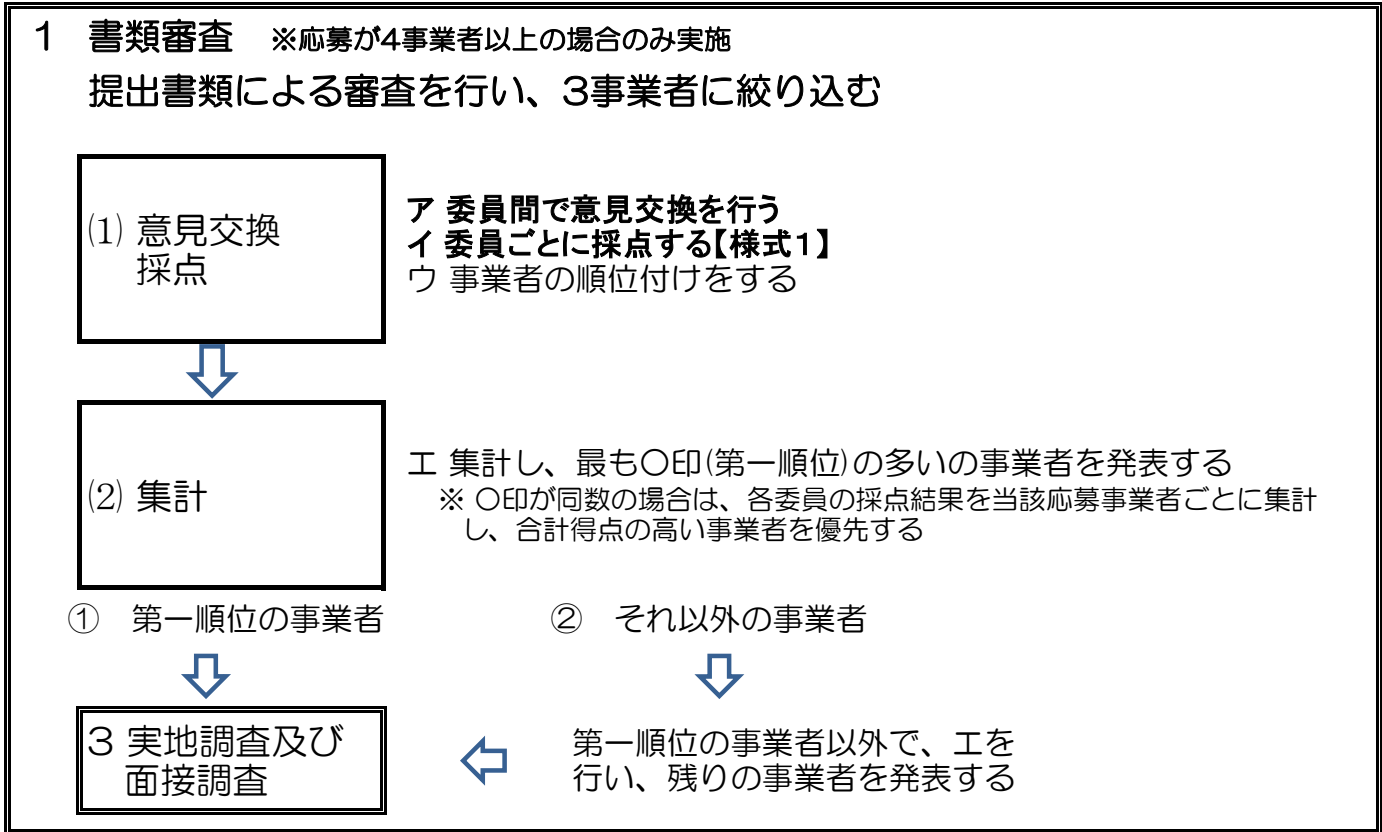 1 書類審査 ※応募が4事業者以上の場合のみ実施
提出書類による審査を行い、3事業者に絞り込む
⑴ 意見交換
採点
ア 委員間で意見交換を行う
イ 委員ごとに採点する【様式1】
ウ 事業者の順位付けをする
⑵ 集計
エ 集計し、最も〇印(第一順位)の多いの事業者を発表する
※ 〇印が同数の場合は、各委員の採点結果を当該応募事業者ごとに集計
し、合計得点の高い事業者を優先する
① 第一順位の事業者
② それ以外の事業者
3 実地調査及び
面接調査
第一順位の事業者以外で、エを
行い、残りの事業者を発表する